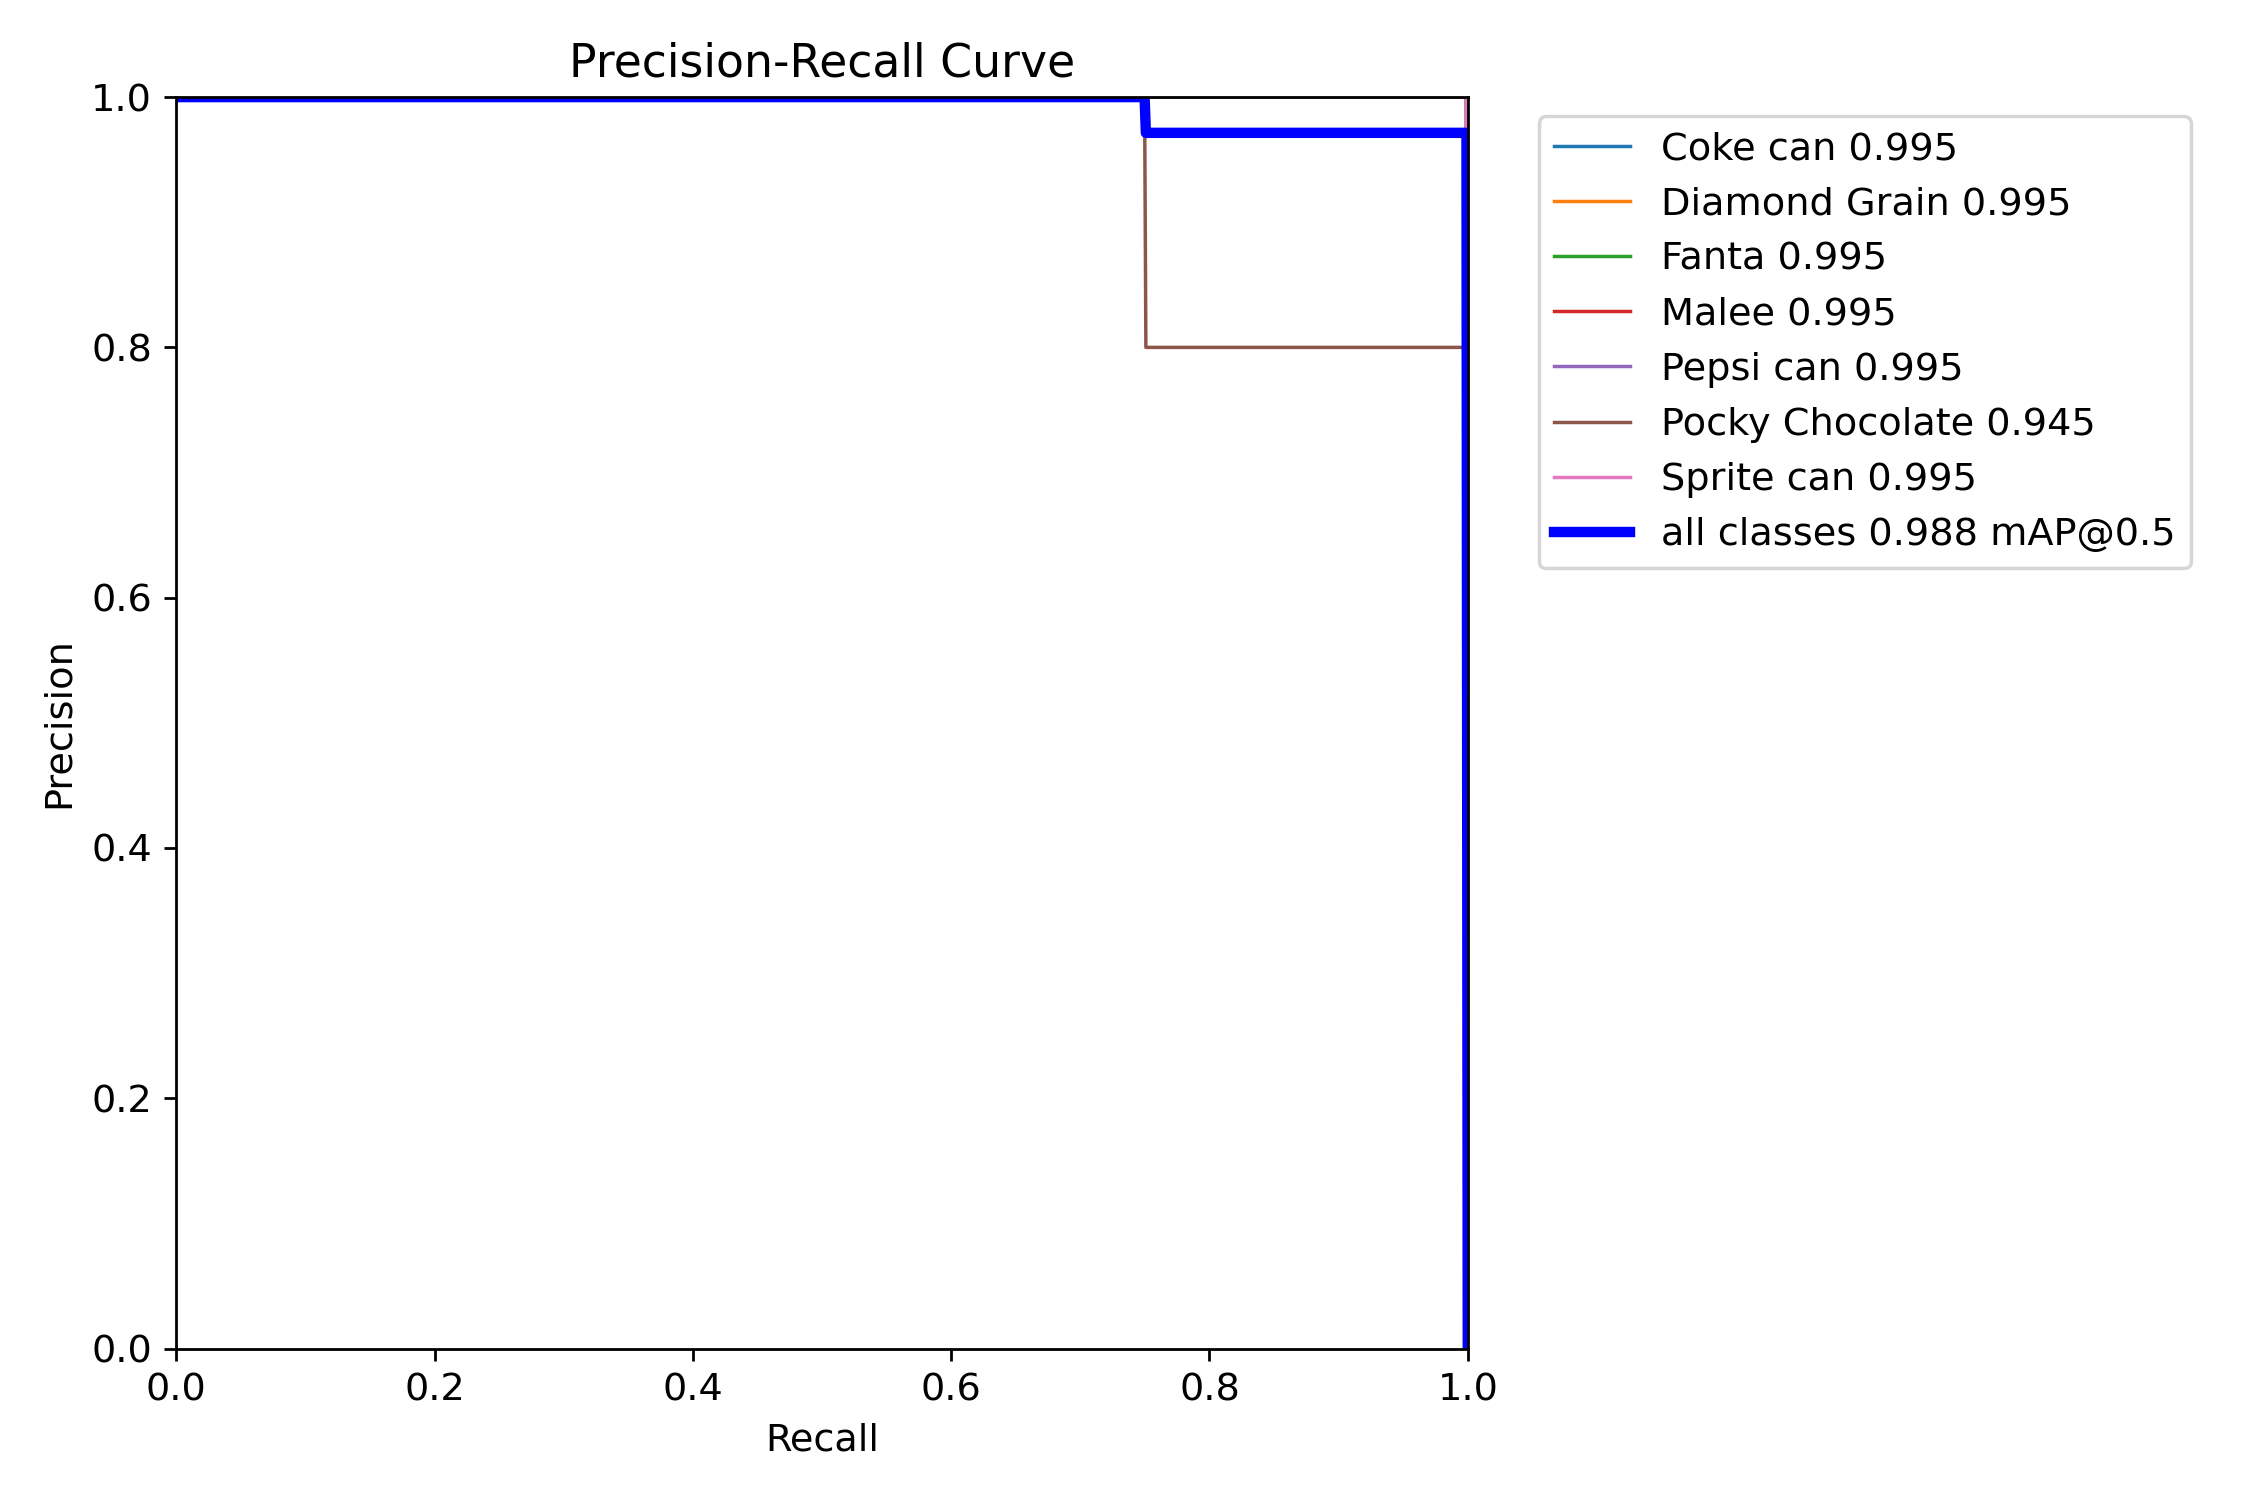 Precision-Recall Curve
1.0
0.8
0.6
0.4
0.2
0.0
Precision
0.0 0.2 0.4 0.6 0.8 1.0
Recall
Coke can 0.995
Diamond Grain 0.995
Fanta 0.995
Malee 0.995
Pepsi can 0.995
Pocky Chocolate 0.945
Sprite can 0.995
all classes 0.988 mAP@0.5